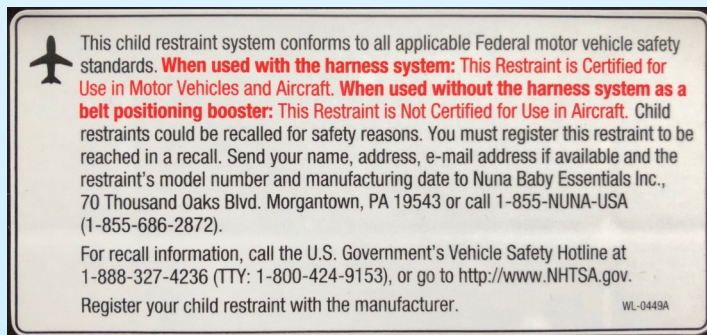 This child restraint system conforms to all applicable Federal motor vehicle safety
standards. When used with the harness system: This Restraint is Certified for
Use in Motor Vehicles and Aircraft. When used without the harness system as a
belt positioning booster: This Restraint is Not Certified for Use in Aircraft. Child
restraints could be recalled for safety reasons. You must register this restraint to be
reached in a recall. Send your name, address, e-mail address if available and the
restraint's model number and manufacturing date to Nuna Baby Essentials Inc.,
70 Thousand Oaks Blvd. Morgantown, PA 19543 or call 1-855-NUNA-USA
(1-855-686-2872).
For recall information, call the U.S. Government's Vehicle Safety Hotline at
1-888-327-4236 (TTY: 1-800-424-9153), or go to http://www.NHTSA.gov.
Register your child restraint with the manufacturer.
WL-0449A